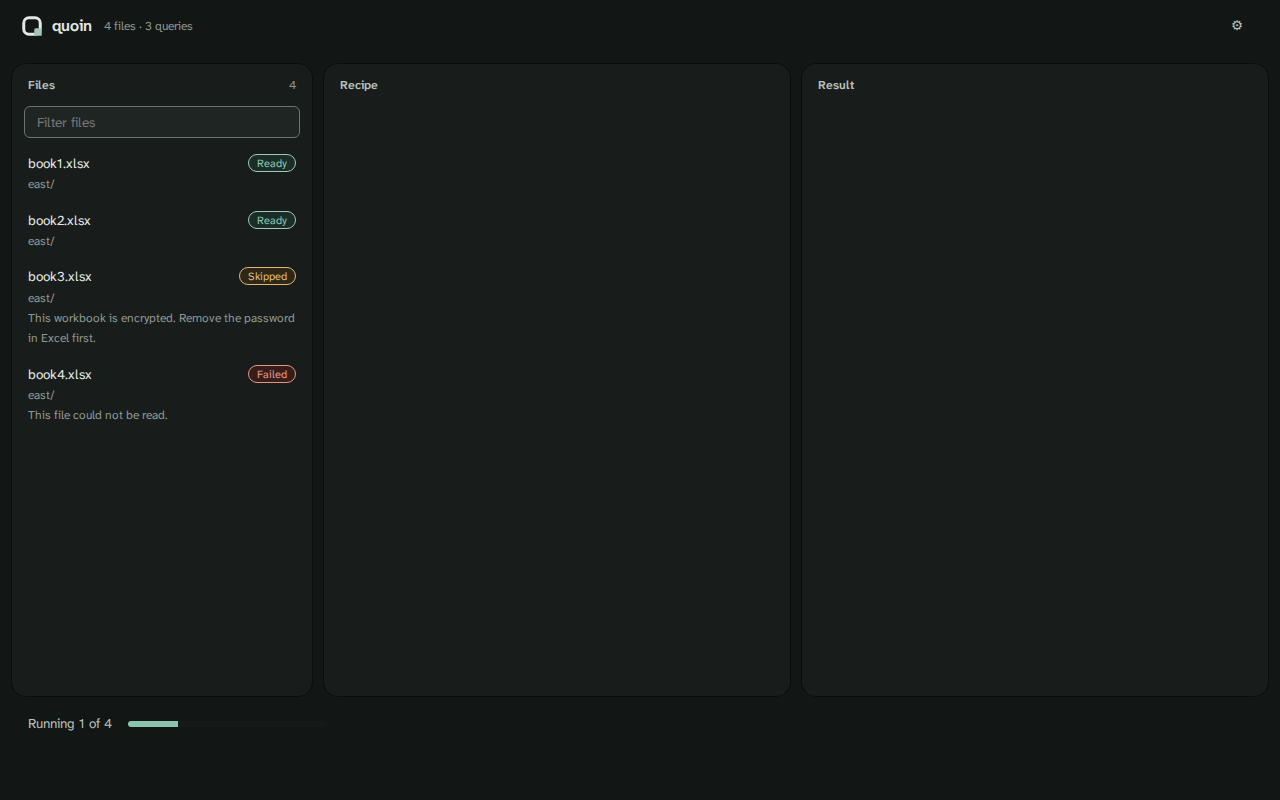 quoin 4 files · 3 queries
Files 4
Filter files
book1.xlsx Ready
east/
book2.xlsx Ready
east/
book3.xlsx Skipped
east/
This workbook is encrypted. Remove the password
in Excel first.
book4.xlsx Failed
east/
This file could not be read.
Recipe
Result
Running 1 of 4